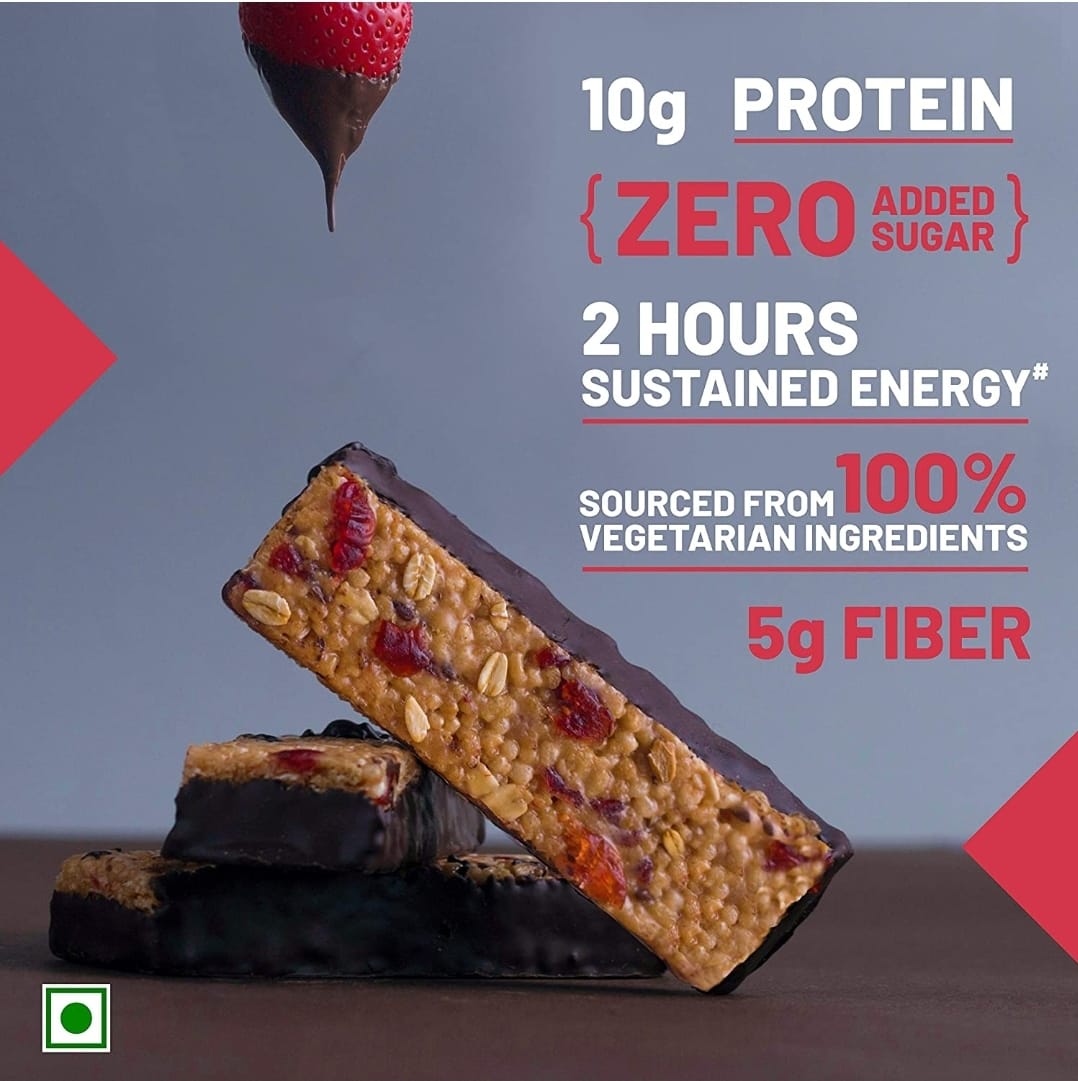 10g PROTEIN
{ZERO ADDED
SUGAR}
2 HOURS
SUSTAINED ENERGY#
SOURCED FROM 100%
VEGETARIAN INGREDIENTS
5g FIBER